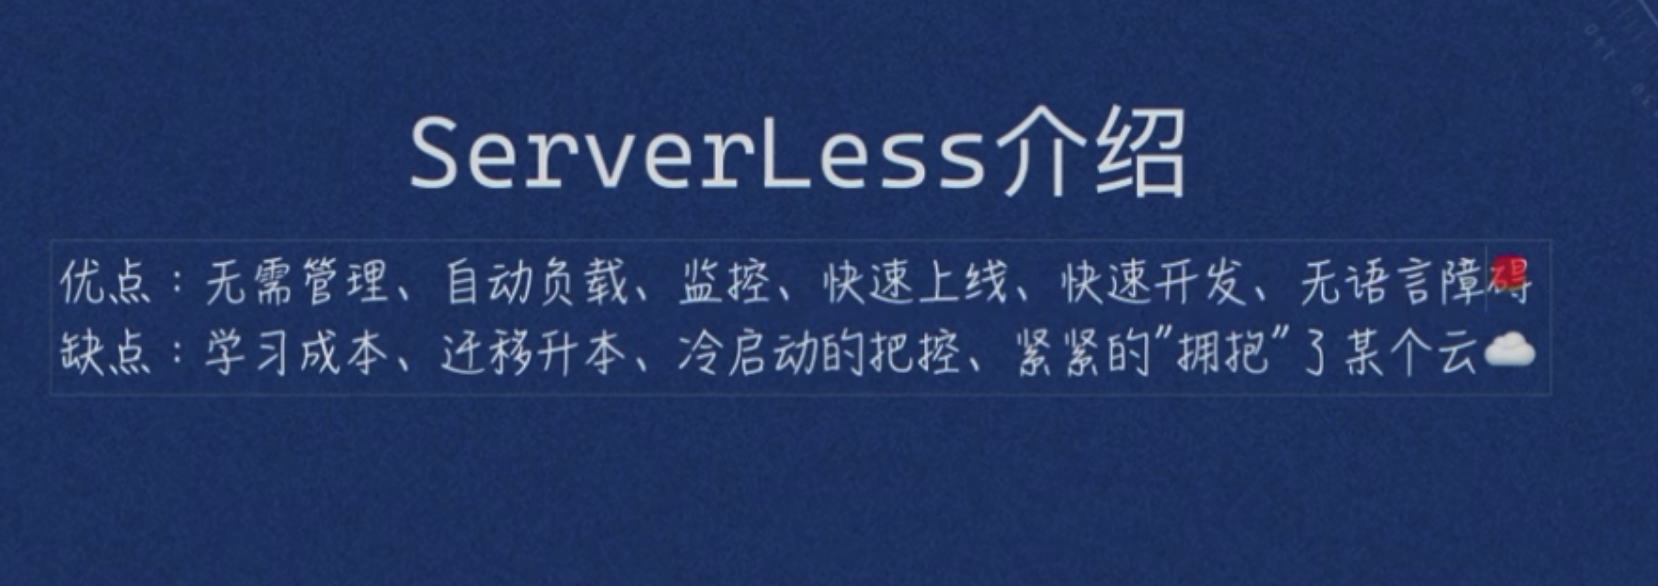 ServerLess介绍
优点：无需管理、自动负载、监控、快速上线、快速开发、无语言障碍
缺点：学习成本、迁移升本、冷启动的把控、紧紧的"拥抱"了某个云☁️